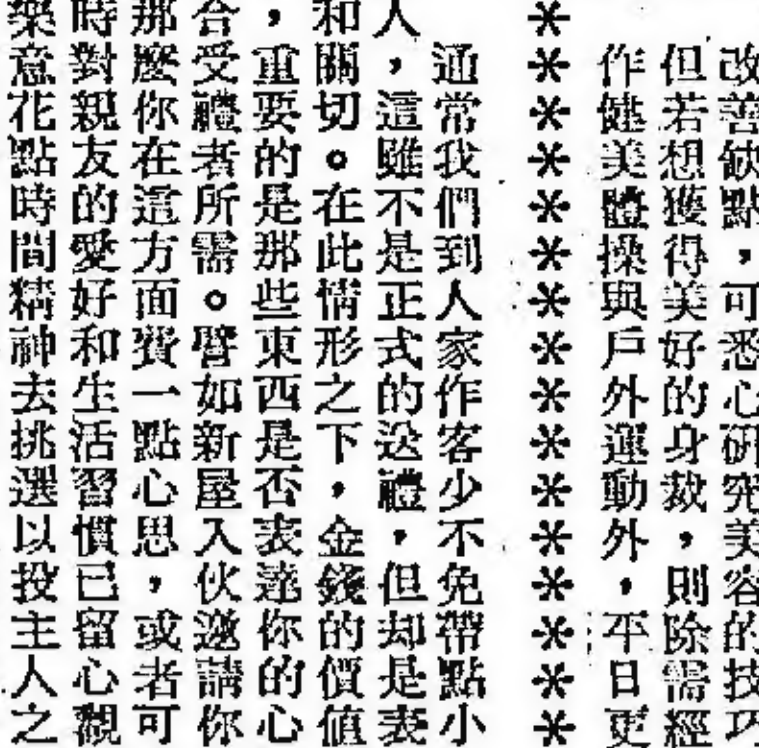 改善缺點，可悉心研究美容的技巧
但若想獲得美好的身裁，則除需經
作健美體操與戶外運動外，平日更
＊＊＊＊＊＊＊＊＊＊＊＊＊＊＊
通常我們到人家作客少不免帶點小
人，這雖不是正式的送禮，但却是表
和關切。在此情形之下，金錢的價值
，重要的是那些東西是否表達你的心
合受禮者所需。譬如新屋入伙邀請你
那麼你在這方面費一點心思，或者可
時對親友的愛好和生活習慣已留心觀
樂意花點時間精神去挑選以投主人之